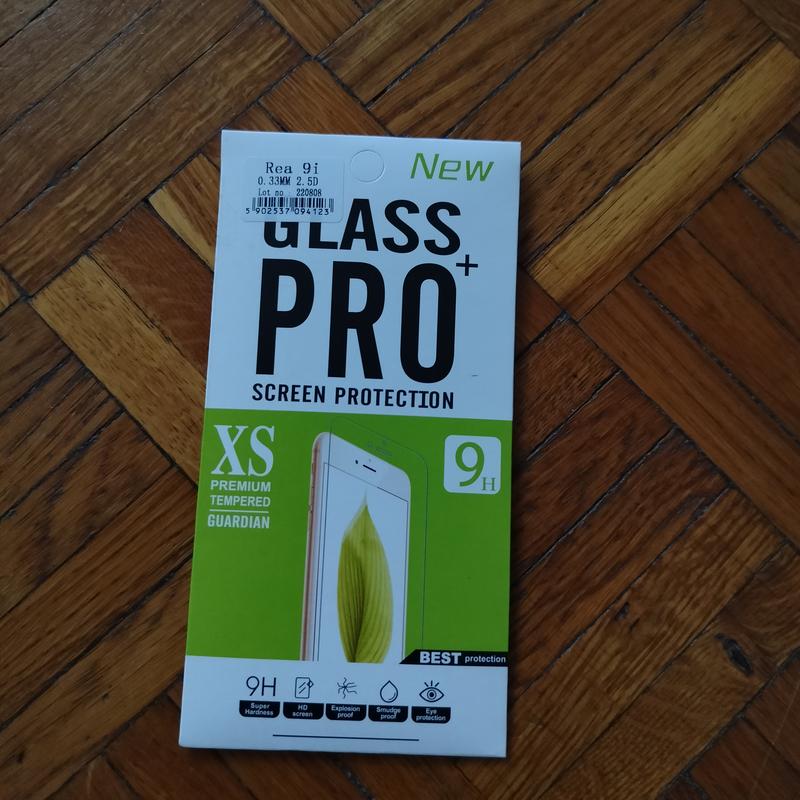 Rea 9i
0.33MM 2.5D
Lot no : 220808
5 902537 094123
New
GLASS
PRO+
SCREEN PROTECTION
XS
PREMIUM
TEMPERED
GUARDIAN
9H
BEST protection
9H
Super
Hardness
HD
screen
Explosion
proof
Smudge
proof
Eye
protection